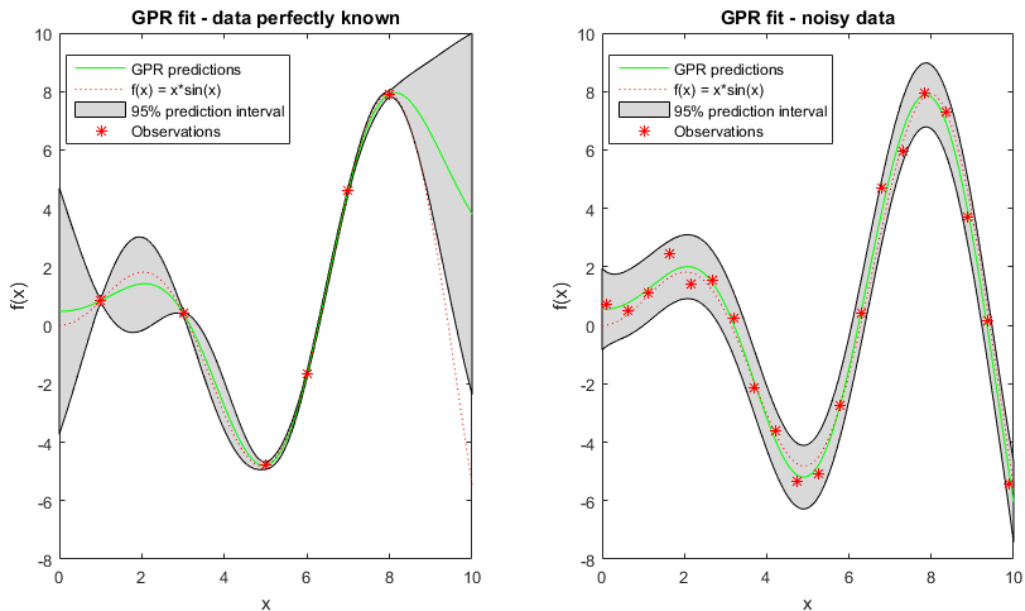 GPR fit - data perfectly known
10
8
6
4
2
0
-2
-4
-6
-8
f(x)
GPR predictions
f(x) = x*sin(x)
95% prediction interval
Observations
0 2 4 6 8 10
x
GPR fit - noisy data
10
8
6
4
2
0
-2
-4
-6
-8
f(x)
GPR predictions
f(x) = x*sin(x)
95% prediction interval
Observations
0 2 4 6 8 10
x